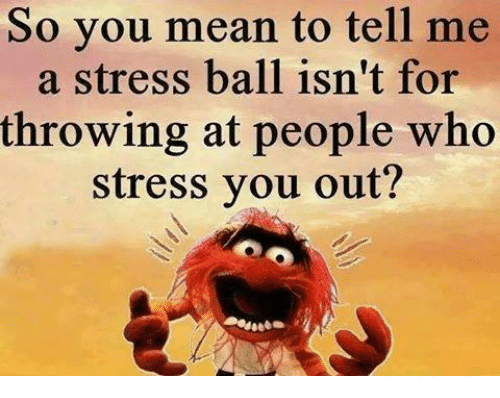 So you mean to tell me
a stress ball isn't for
throwing at people who
stress you out?